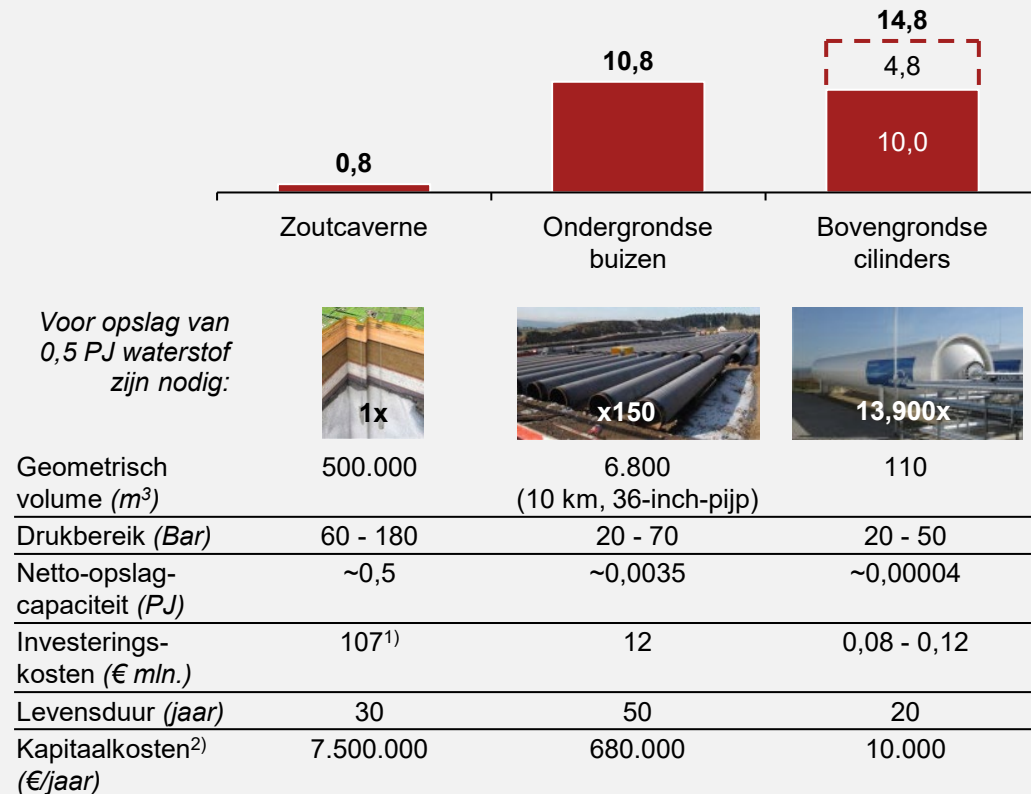 14,8
4,8
10,8
10,0
0,8
Zoutcaverne
Ondergrondse
buizen
Bovengrondse
cilinders
Voor opslag van
0,5 PJ waterstof
zijn nodig:
1x
x150
13,900x
Geometrisch
volume (m³)
500.000
6.800
(10 km, 36-inch-pijp)
110
Drukbereik (Bar)
60 - 180
20 - 70
20 - 50
Netto-opslag-
capaciteit (PJ)
~0,5
~0,0035
~0,00004
Investerings-
kosten (€ mln.)
107¹⁾
12
0,08 - 0,12
Levensduur (jaar)
30
50
20
Kapitaalkosten²⁾
(€/jaar)
7.500.000
680.000
10.000